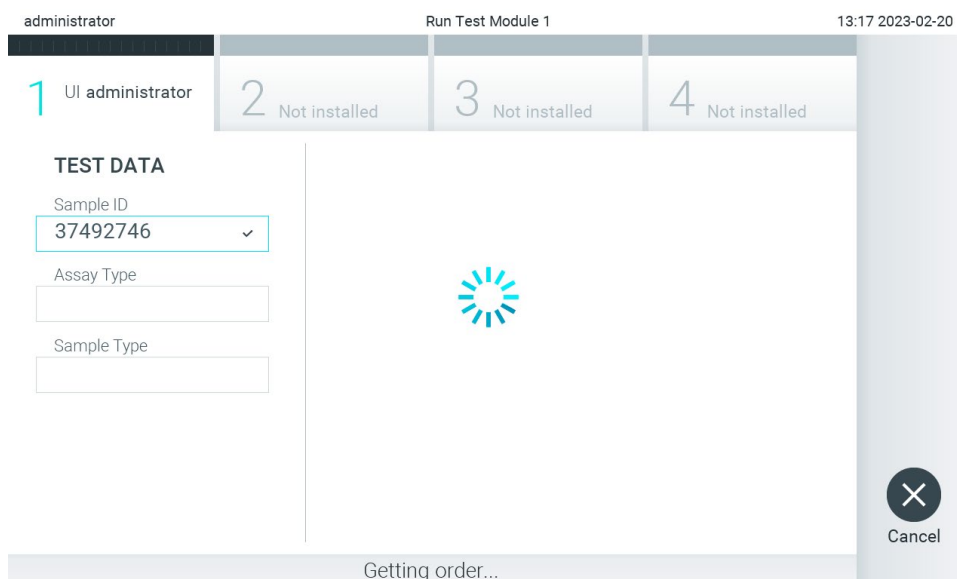 administrator Run Test Module 1 13:17 2023-02-20
1 UI administrator 2 Not installed 3 Not installed 4 Not installed
TEST DATA
Sample ID
37492746
Assay Type
Sample Type
Cancel
Getting order...